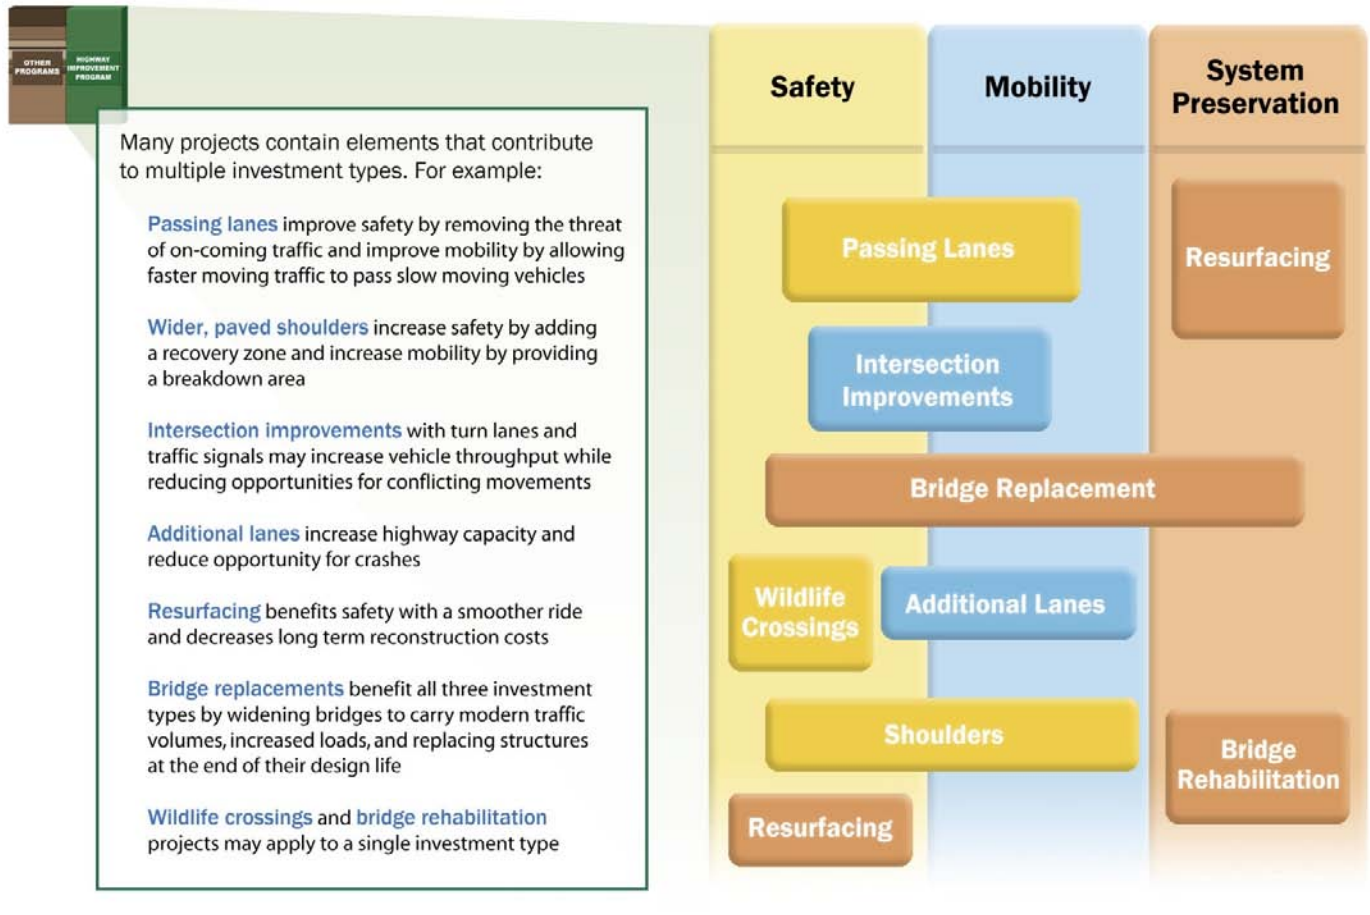 OTHER
PROGRAMS
HIGHWAY
IMPROVEMENT
PROGRAM
Many projects contain elements that contribute
to multiple investment types. For example:
Passing lanes improve safety by removing the threat
of on-coming traffic and improve mobility by allowing
faster moving traffic to pass slow moving vehicles
Wider, paved shoulders increase safety by adding
a recovery zone and increase mobility by providing
a breakdown area
Intersection improvements with turn lanes and
traffic signals may increase vehicle throughput while
reducing opportunities for conflicting movements
Additional lanes increase highway capacity and
reduce opportunity for crashes
Resurfacing benefits safety with a smoother ride
and decreases long term reconstruction costs
Bridge replacements benefit all three investment
types by widening bridges to carry modern traffic
volumes, increased loads, and replacing structures
at the end of their design life
Wildlife crossings and bridge rehabilitation
projects may apply to a single investment type
Safety
Mobility
System
Preservation
Passing Lanes
Resurfacing
Intersection
Improvements
Bridge Replacement
Wildlife
Crossings
Additional Lanes
Shoulders
Bridge
Rehabilitation
Resurfacing